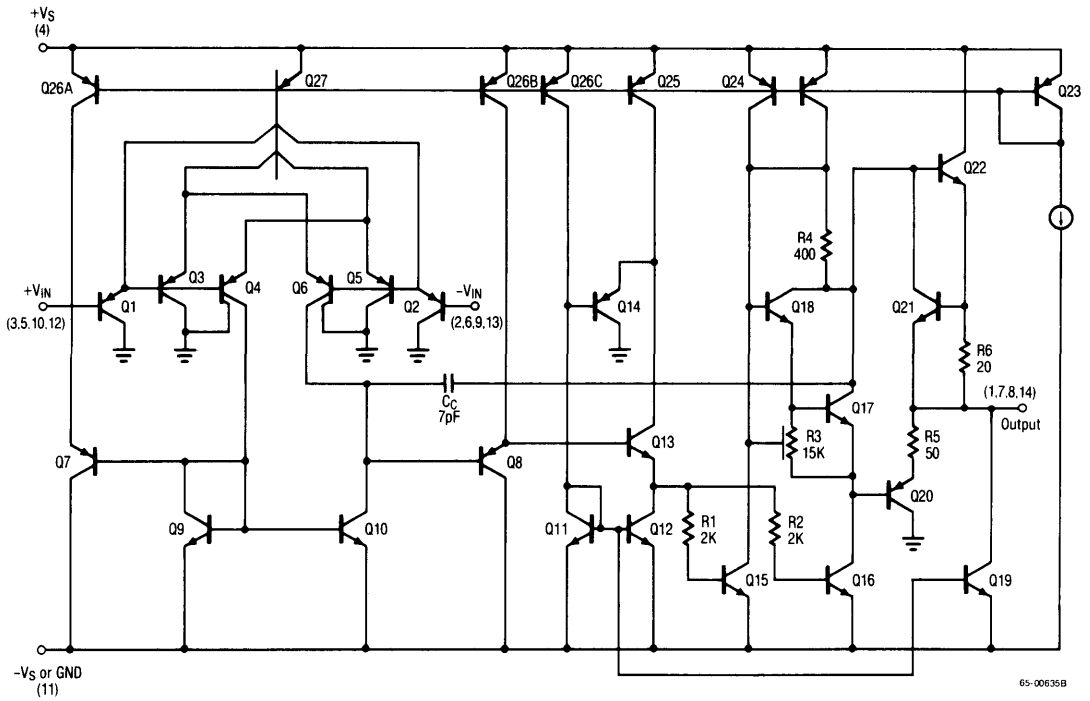 +VS
(4)
Q26A
Q27
Q26B
Q26C
Q25
Q24
Q23
Q22
R4
400
Q3
Q4
Q6
Q5
+VIN
(3.5.10.12)
Q1
Q2
–VIN
(2,6,9,13)
Q14
Q18
Q21
R6
20
CC
7pF
(1,7,8,14)
Output
Q17
R3
15K
R5
50
Q13
Q7
Q8
Q20
Q9
Q10
Q11
Q12
R1
2K
R2
2K
Q15
Q16
Q19
–VS or GND
(11)
65-00635B